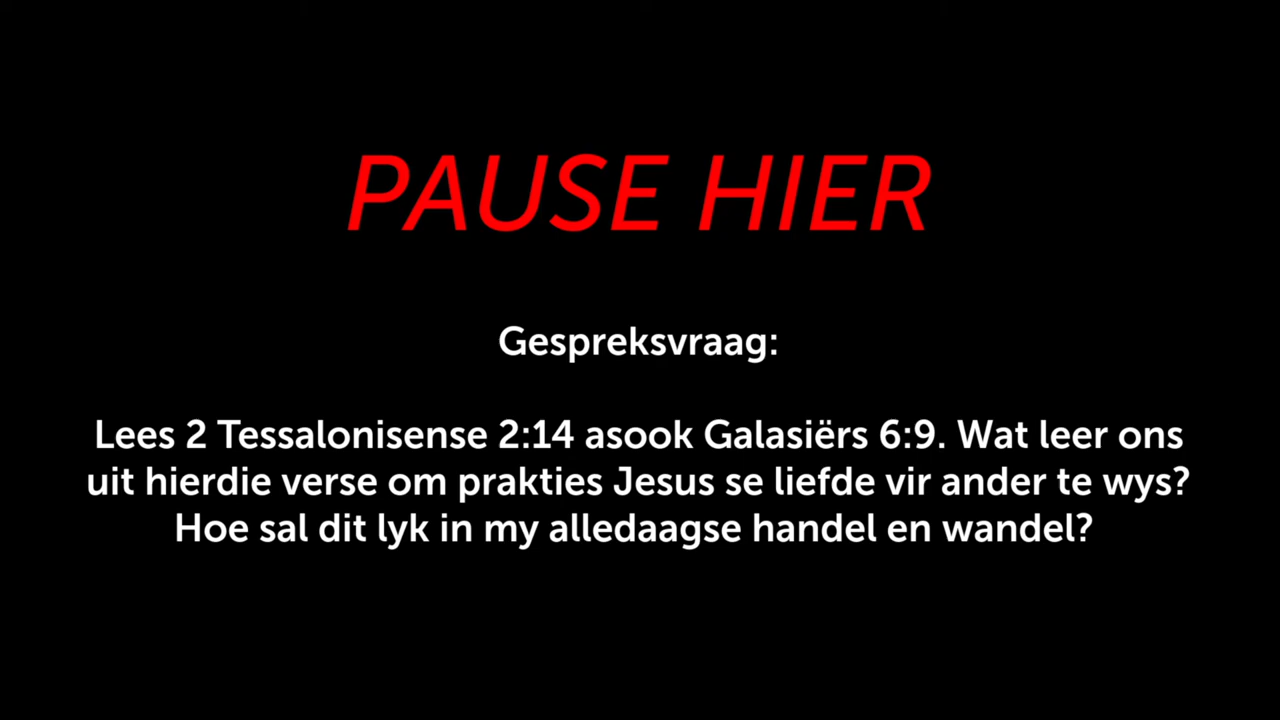 PAUSE HIER
Gespreksvraag:
Lees 2 Tessalonisense 2:14 asook Galasiërs 6:9. Wat leer ons
uit hierdie verse om prakties Jesus se liefde vir ander te wys?
Hoe sal dit lyk in my alledaagse handel en wandel?